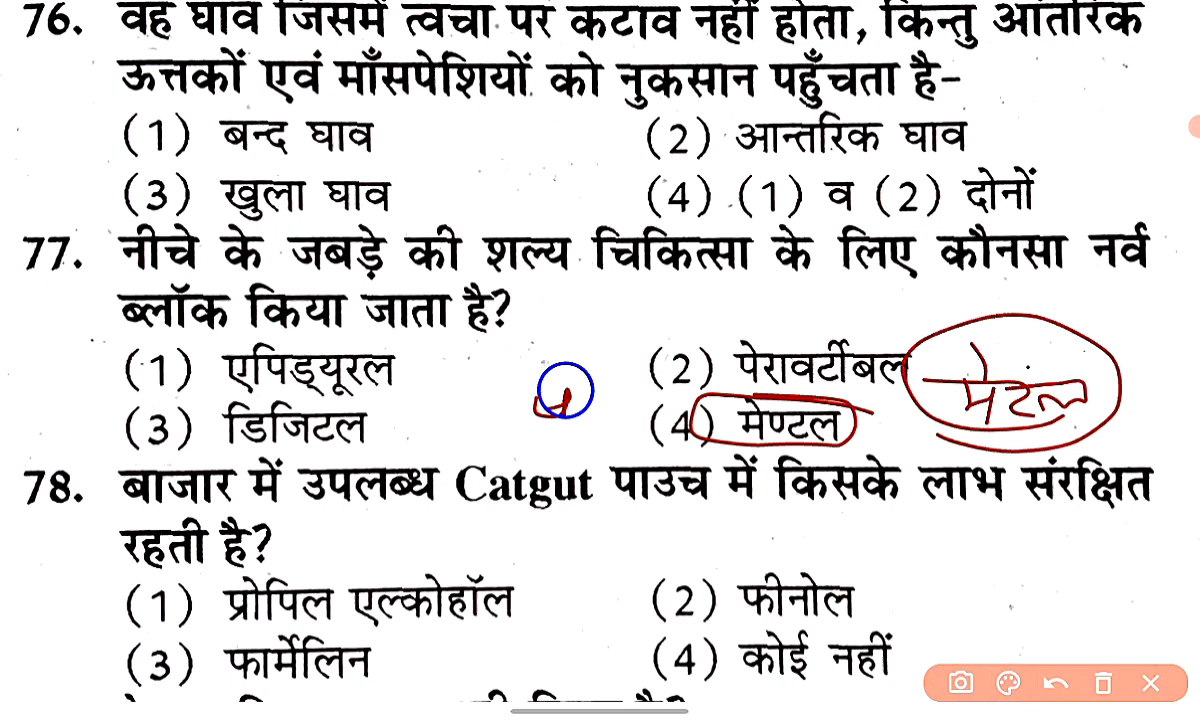 76. वह घाव जिसमें त्वचा पर कटाव नहीं होता, किन्तु आंतरिक
ऊत्तकों एवं माँसपेशियों को नुकसान पहुँचता है-
(1) बन्द घाव (2) आन्तरिक घाव
(3) खुला घाव (4) (1) व (2) दोनों
77. नीचे के जबड़े की शल्य चिकित्सा के लिए कौनसा नर्व
ब्लॉक किया जाता है?
(1) एपिड्यूरल (2) पेरावर्टीबल मेटल
(3) डिजिटल 4 (4) मेण्टल
78. बाजार में उपलब्ध Catgut पाउच में किसके लाभ संरक्षित
रहती है?
(1) प्रोपिल एल्कोहॉल (2) फीनोल
(3) फार्मेलिन (4) कोई नहीं